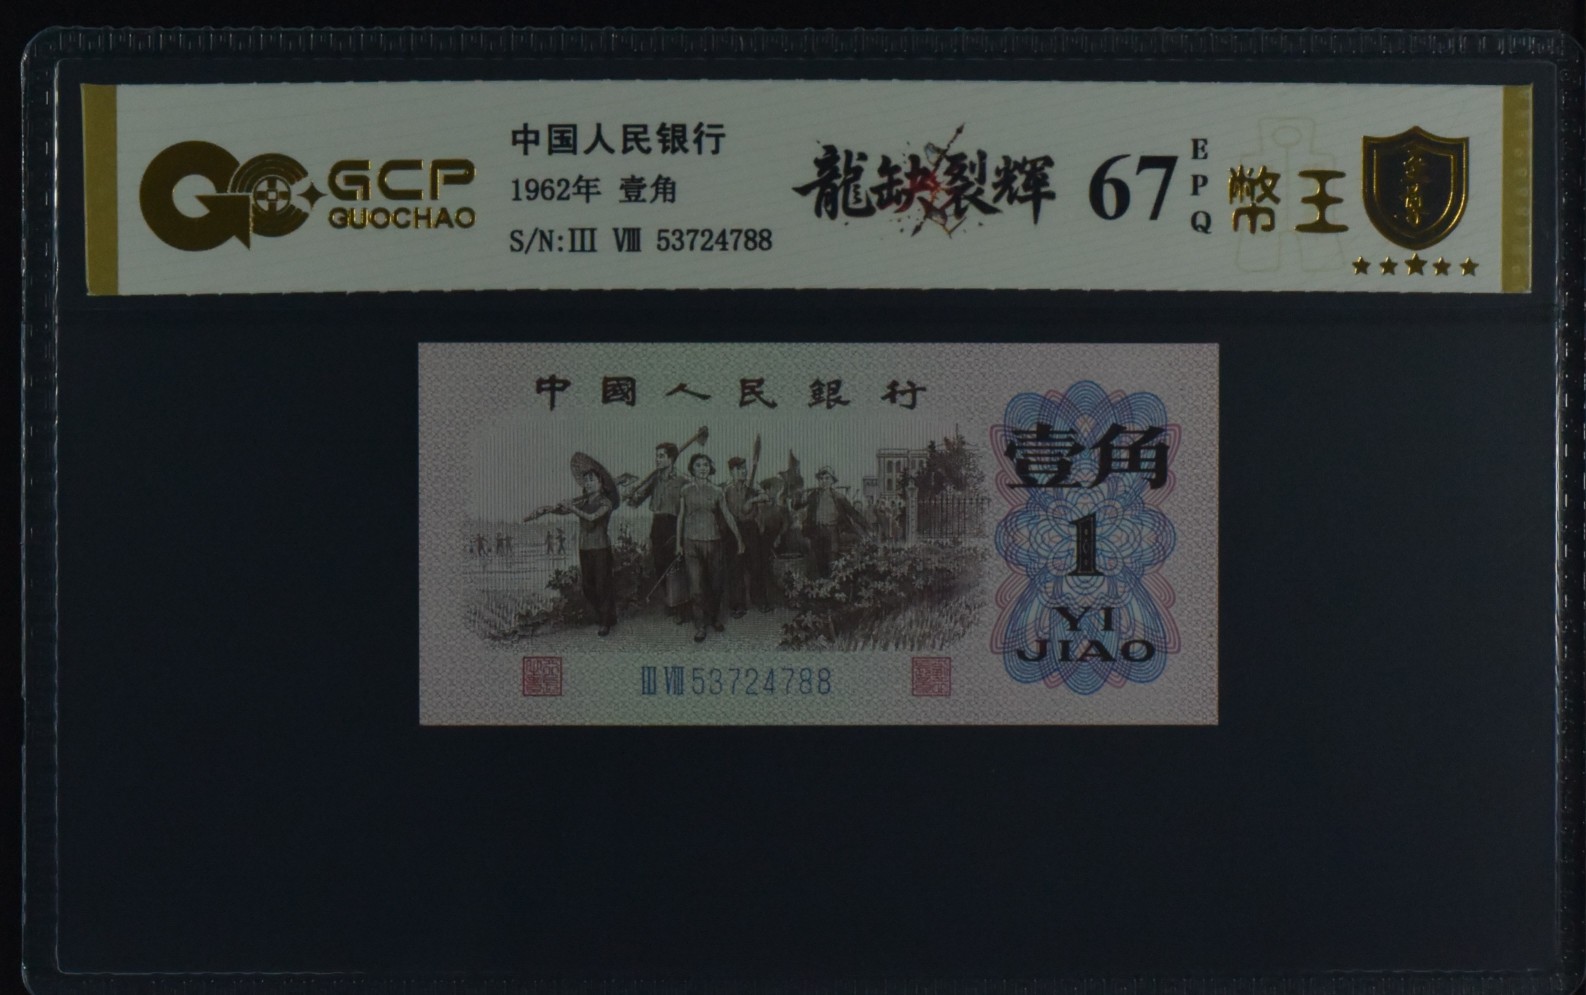 GCP
GUOCHAO
中国人民银行
1962年 壹角
S/N:III VIII 53724788
龍缺裂輝
67
EPQ
幣王
中國人民銀行
壹角
1
YI
JIAO
III VIII 53724788